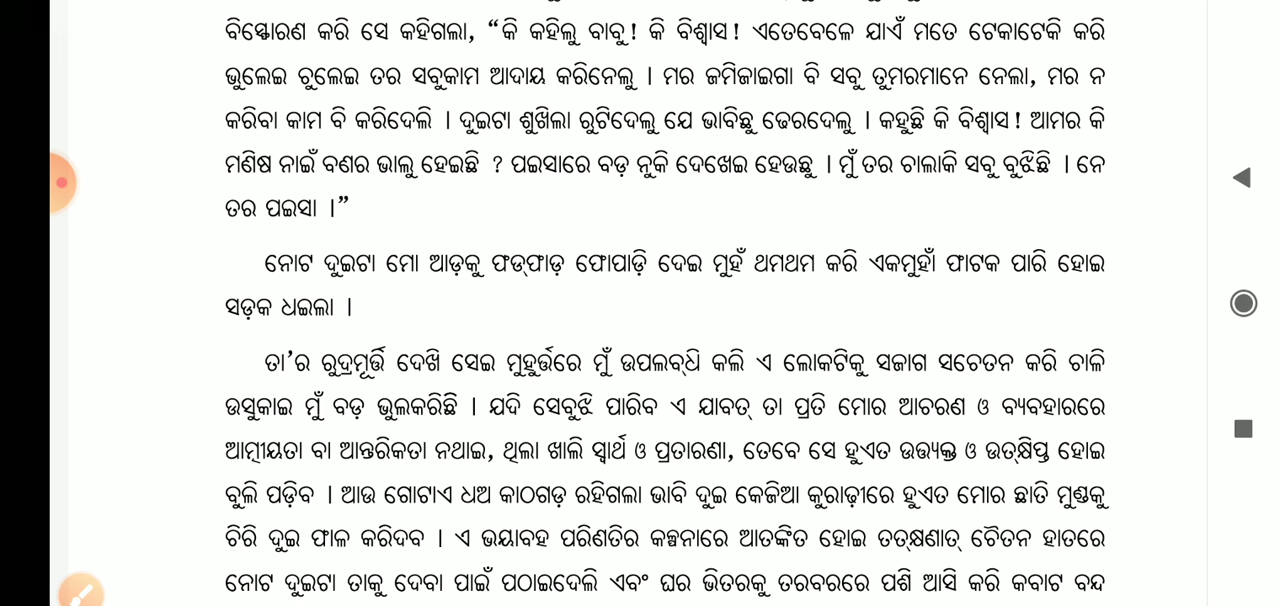 ବିସ୍ଫୋରଣ କରି ସେ କହିଗଲା, “କି କହିଲୁ ବାବୁ! କି ବିଶ୍ୱାସ! ଏତେବେଳେ ଯାଏଁ ମତେ ଟେକାଟେକି କରି
ଭୁଲେଇ ଚୁଲେଇ ତର ସବୁକାମ ଆଦାୟ କରିନେଲୁ । ମର ଜମିଜାଇଗା ବି ସବୁ ତୁମରମାନେ ନେଲା, ମର ନ
କରିବା କାମ ବି କରିଦେଲି । ଦୁଇଟା ଶୁଖିଲା ରୁଟିଦେଲୁ ଯେ ଭାବିଛୁ ଢେରଦେଲୁ । କହୁଛି କି ବିଶ୍ୱାସ! ଆମର କି
ମଣିଷ ନାଇଁ ବଣର ଭାଲୁ ହେଇଛି ? ପଇସାରେ ବଡ଼ ନୁକି ଦେଖେଇ ହେଉଛୁ । ମୁଁ ତର ଚାଲାକି ସବୁ ବୁଝିଛି । ନେ
ତର ପଇସା ।”
ନୋଟ ଦୁଇଟା ମୋ ଆଡ଼କୁ ଫଡ୍‌ଫାଡ଼ ଫୋପାଡ଼ି ଦେଇ ମୁହଁ ଥମଥମ କରି ଏକମୁହାଁ ଫାଟକ ପାରି ହୋଇ
ସଡ଼କ ଧଇଲା ।
ତା’ର ରୁଦ୍ରମୂର୍ତ୍ତି ଦେଖି ସେଇ ମୁହୂର୍ତ୍ତରେ ମୁଁ ଉପଲବ୍‌ଧି କଲି ଏ ଲୋକଟିକୁ ସଜାଗ ସଚେତନ କରି ଚାଳି
ଉସୁକାଇ ମୁଁ ବଡ଼ ଭୁଲକରିଛି । ଯଦି ସେବୁଝି ପାରିବ ଏ ଯାବତ୍ ତା ପ୍ରତି ମୋର ଆଚରଣ ଓ ବ୍ୟବହାରରେ
ଆତ୍ମୀୟତା ବା ଆନ୍ତରିକତା ନଥାଇ, ଥିଲା ଖାଲି ସ୍ୱାର୍ଥ ଓ ପ୍ରତାରଣା, ତେବେ ସେ ହୁଏତ ଉତ୍ତ୍ୟକ୍ତ ଓ ଉତ୍‌କ୍ଷିପ୍ତ ହୋଇ
ବୁଲି ପଡ଼ିବ । ଆଉ ଗୋଟାଏ ଧଅ କାଠଗଡ଼ ରହିଗଲା ଭାବି ଦୁଇ କେଜିଆ କୁରାଢ଼ୀରେ ହୁଏତ ମୋର ଛାତି ମୁଣ୍ଡକୁ
ଚିରି ଦୁଇ ଫାଳ କରିଦବ । ଏ ଭୟାବହ ପରିଣତିର କଳ୍ପନାରେ ଆତଙ୍କିତ ହୋଇ ତତ୍‌କ୍ଷଣାତ୍ ଚୈତନ ହାତରେ
ନୋଟ ଦୁଇଟା ତାକୁ ଦେବା ପାଇଁ ପଠାଇଦେଲି ଏବଂ ଘର ଭିତରକୁ ତରବରରେ ପଶି ଆସି କରି କବାଟ ବନ୍ଦ